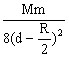 Mm
8(d − R/2)²